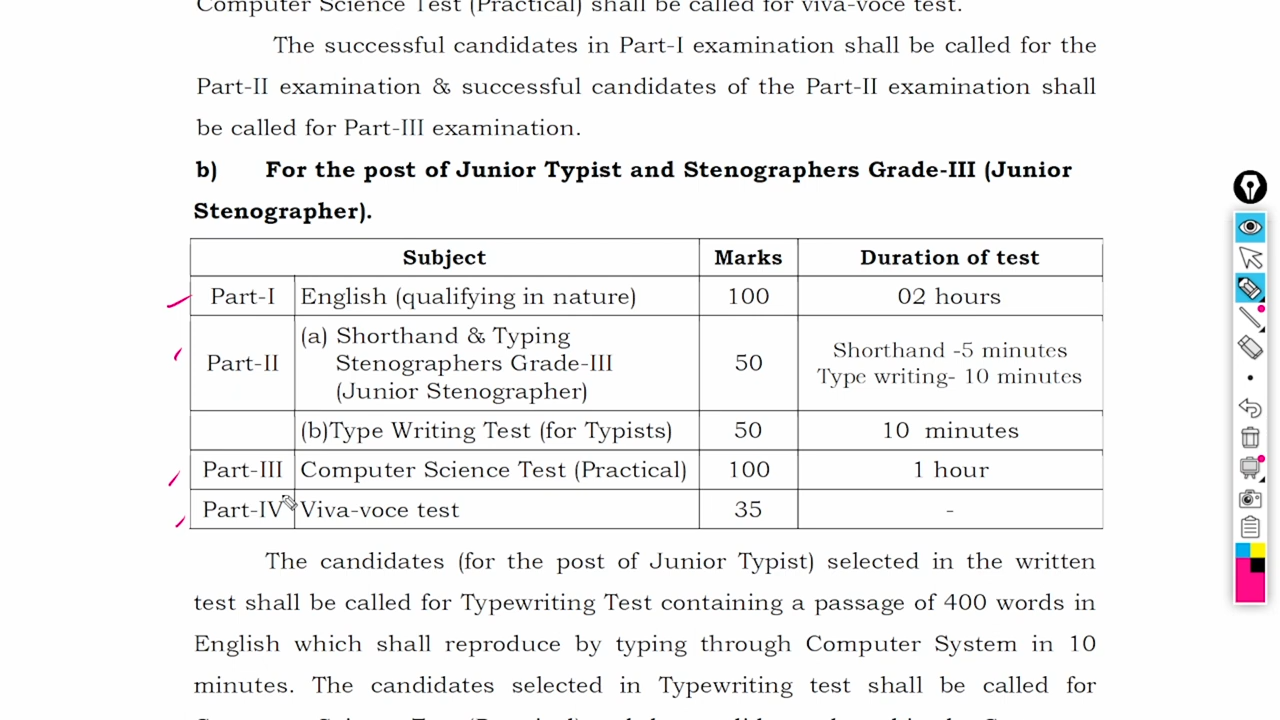 Computer Science Test (Practical) shall be called for viva-voce test.
The successful candidates in Part-I examination shall be called for the
Part-II examination & successful candidates of the Part-II examination shall
be called for Part-III examination.
b) For the post of Junior Typist and Stenographers Grade-III (Junior
Stenographer).
Subject Marks Duration of test
Part-I English (qualifying in nature) 100 02 hours
Part-II (a) Shorthand & Typing
Stenographers Grade-III
(Junior Stenographer) 50 Shorthand -5 minutes
Type writing- 10 minutes
(b)Type Writing Test (for Typists) 50 10 minutes
Part-III Computer Science Test (Practical) 100 1 hour
Part-IV Viva-voce test 35 -
The candidates (for the post of Junior Typist) selected in the written
test shall be called for Typewriting Test containing a passage of 400 words in
English which shall reproduce by typing through Computer System in 10
minutes. The candidates selected in Typewriting test shall be called for